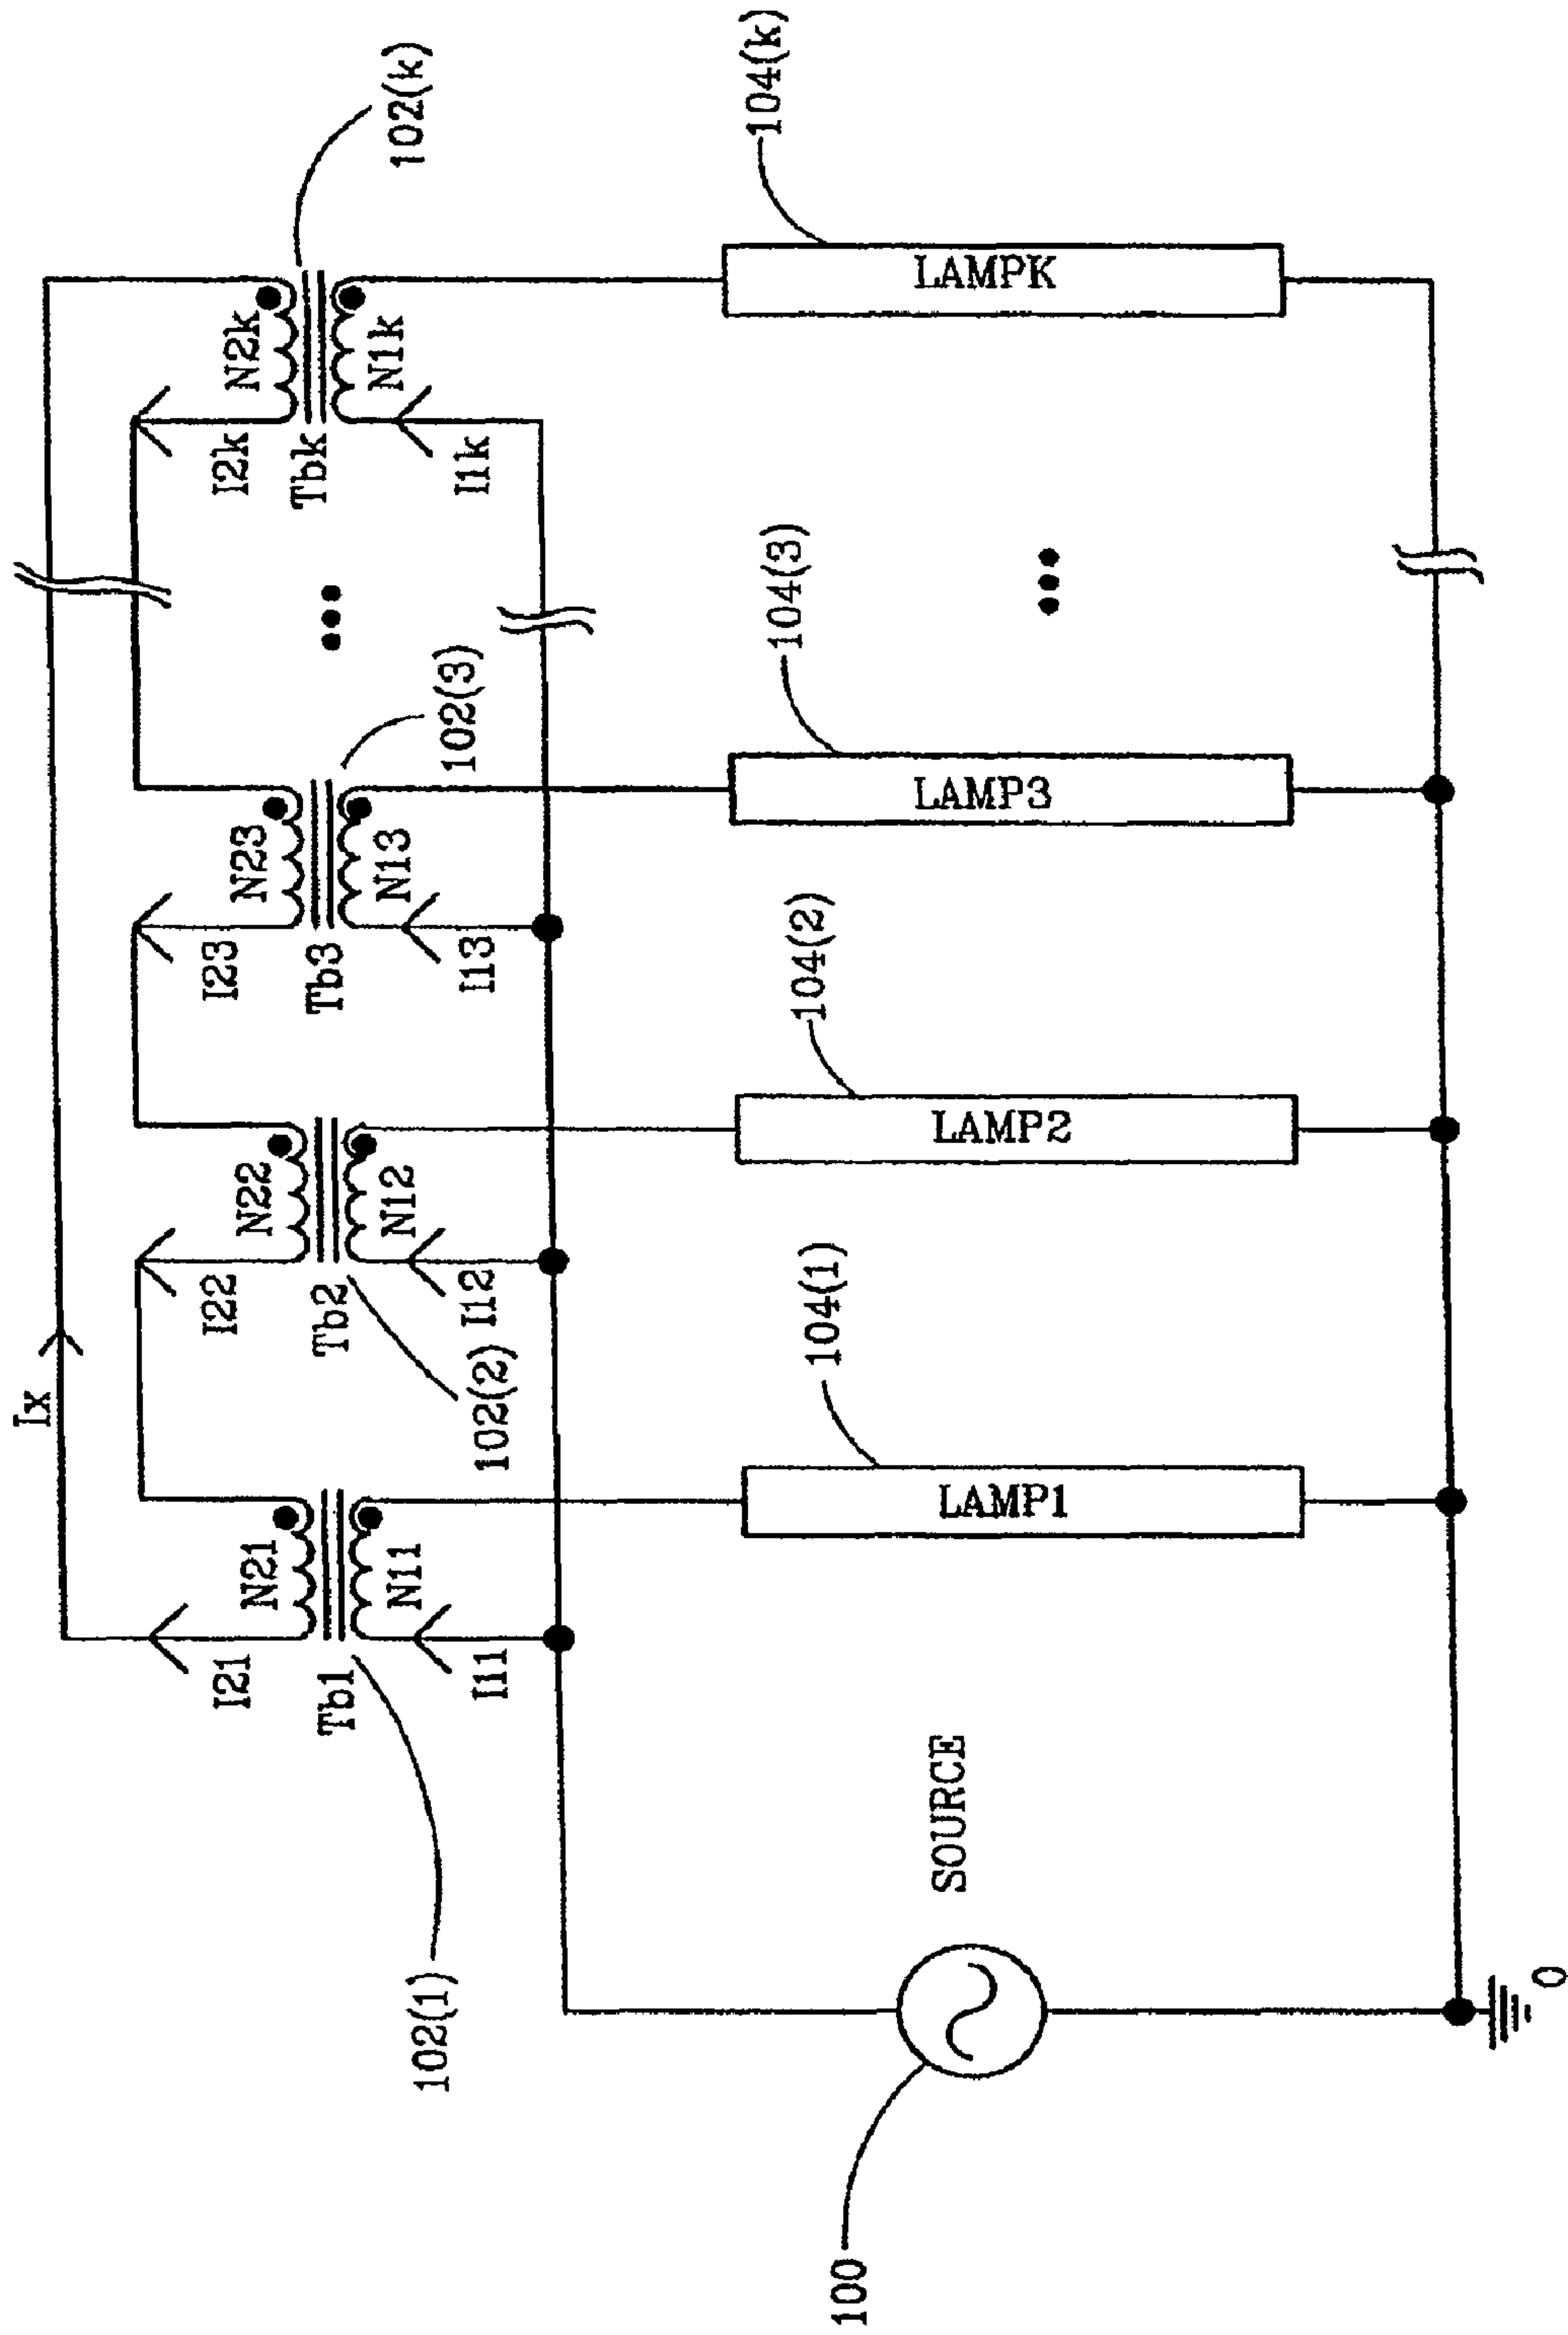 Ix
102(k)
104(k)
I21
N21
I22
N22
I23
N23
I2k
N2k
Tb1
Tb2
Tb3
102(3)
Tbk
I11
N11
I12
N12
I13
N13
I1k
N1k
102(1)
102(2)
104(1)
104(2)
104(3)
100
SOURCE
LAMP1
LAMP2
LAMP3
LAMPK
0